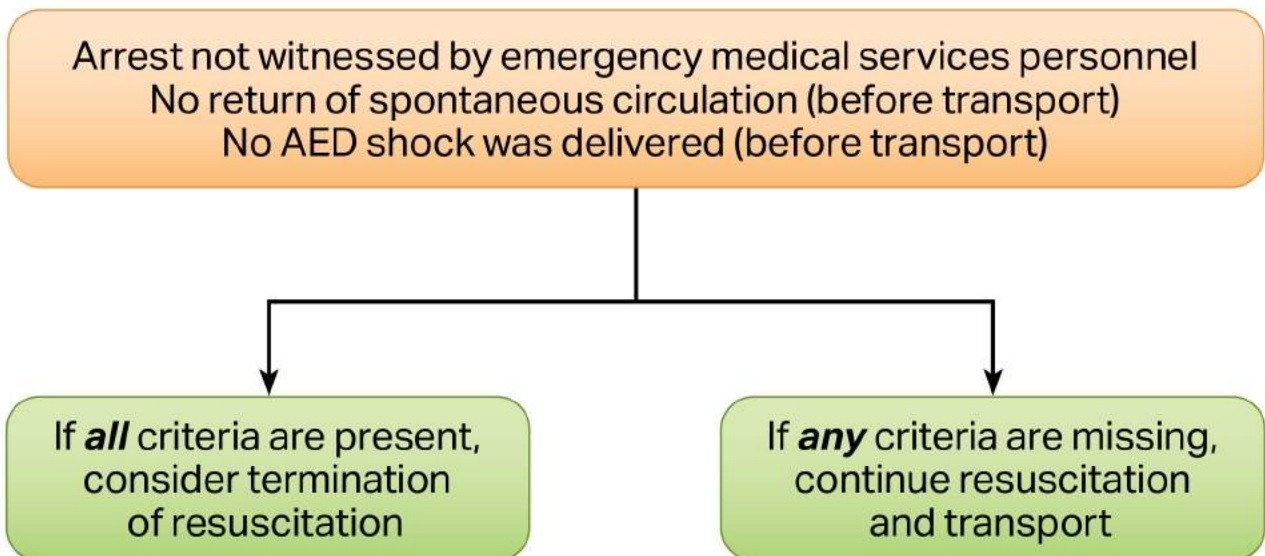 Arrest not witnessed by emergency medical services personnel
No return of spontaneous circulation (before transport)
No AED shock was delivered (before transport)
If all criteria are present,
consider termination
of resuscitation
If any criteria are missing,
continue resuscitation
and transport